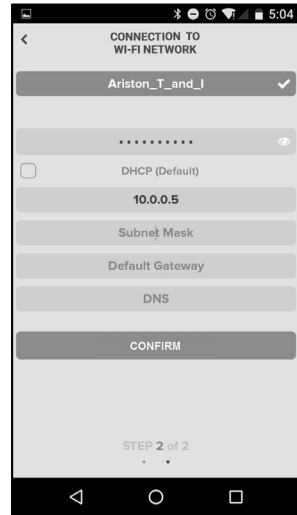 5:04
CONNECTION TO
WI-FI NETWORK
Ariston_T_and_I
••••••••••
DHCP (Default)
10.0.0.5
Subnet Mask
Default Gateway
DNS
CONFIRM
STEP 2 of 2